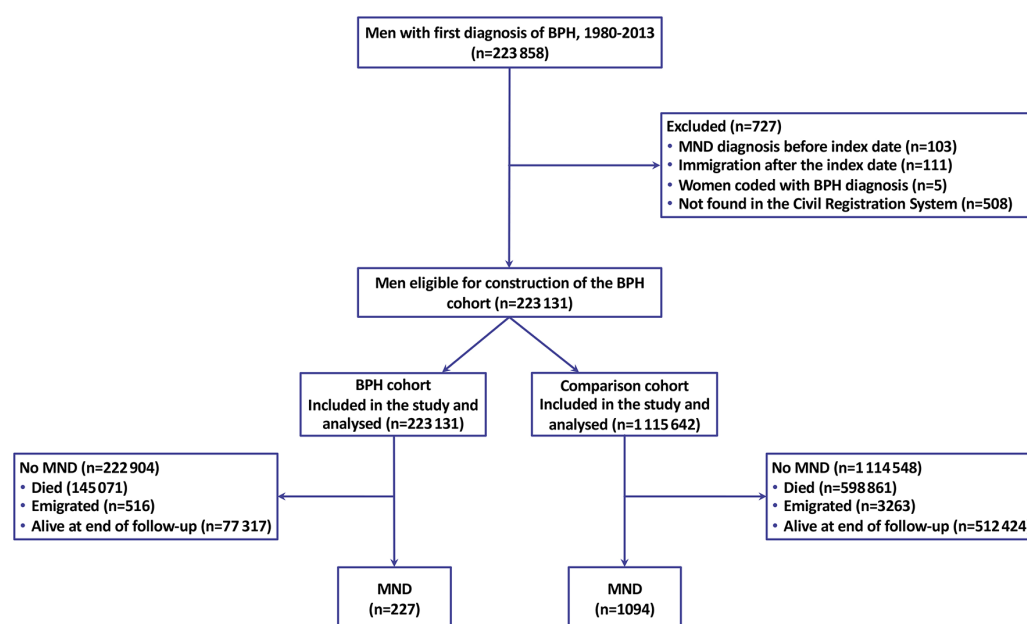 Men with first diagnosis of BPH, 1980-2013
(n=223 858)
Excluded (n=727)
• MND diagnosis before index date (n=103)
• Immigration after the index date (n=111)
• Women coded with BPH diagnosis (n=5)
• Not found in the Civil Registration System (n=508)
Men eligible for construction of the BPH
cohort (n=223 131)
BPH cohort
Included in the study and
analysed (n=223 131)
Comparison cohort
Included in the study and
analysed (n=1 115 642)
No MND (n=222 904)
• Died (145 071)
• Emigrated (n=516)
• Alive at end of follow-up (n=77 317)
No MND (n=1 114 548)
• Died (n=598 861)
• Emigrated (n=3263)
• Alive at end of follow-up (n=512 424
MND
(n=227)
MND
(n=1094)